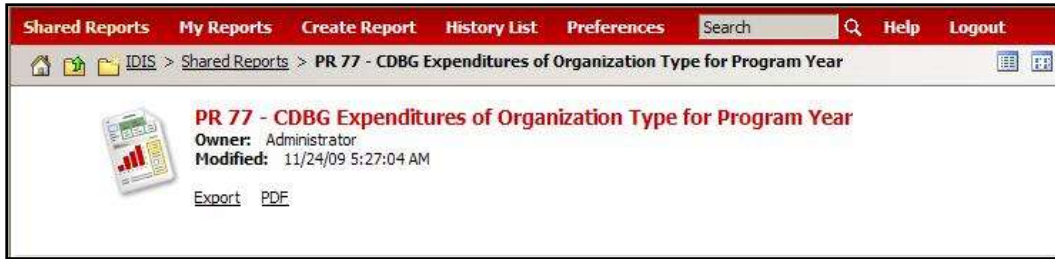 Shared Reports My Reports Create Report History List Preferences Search Help Logout
IDIS > Shared Reports > PR 77 - CDBG Expenditures of Organization Type for Program Year
PR 77 - CDBG Expenditures of Organization Type for Program Year
Owner: Administrator
Modified: 11/24/09 5:27:04 AM
Export PDF